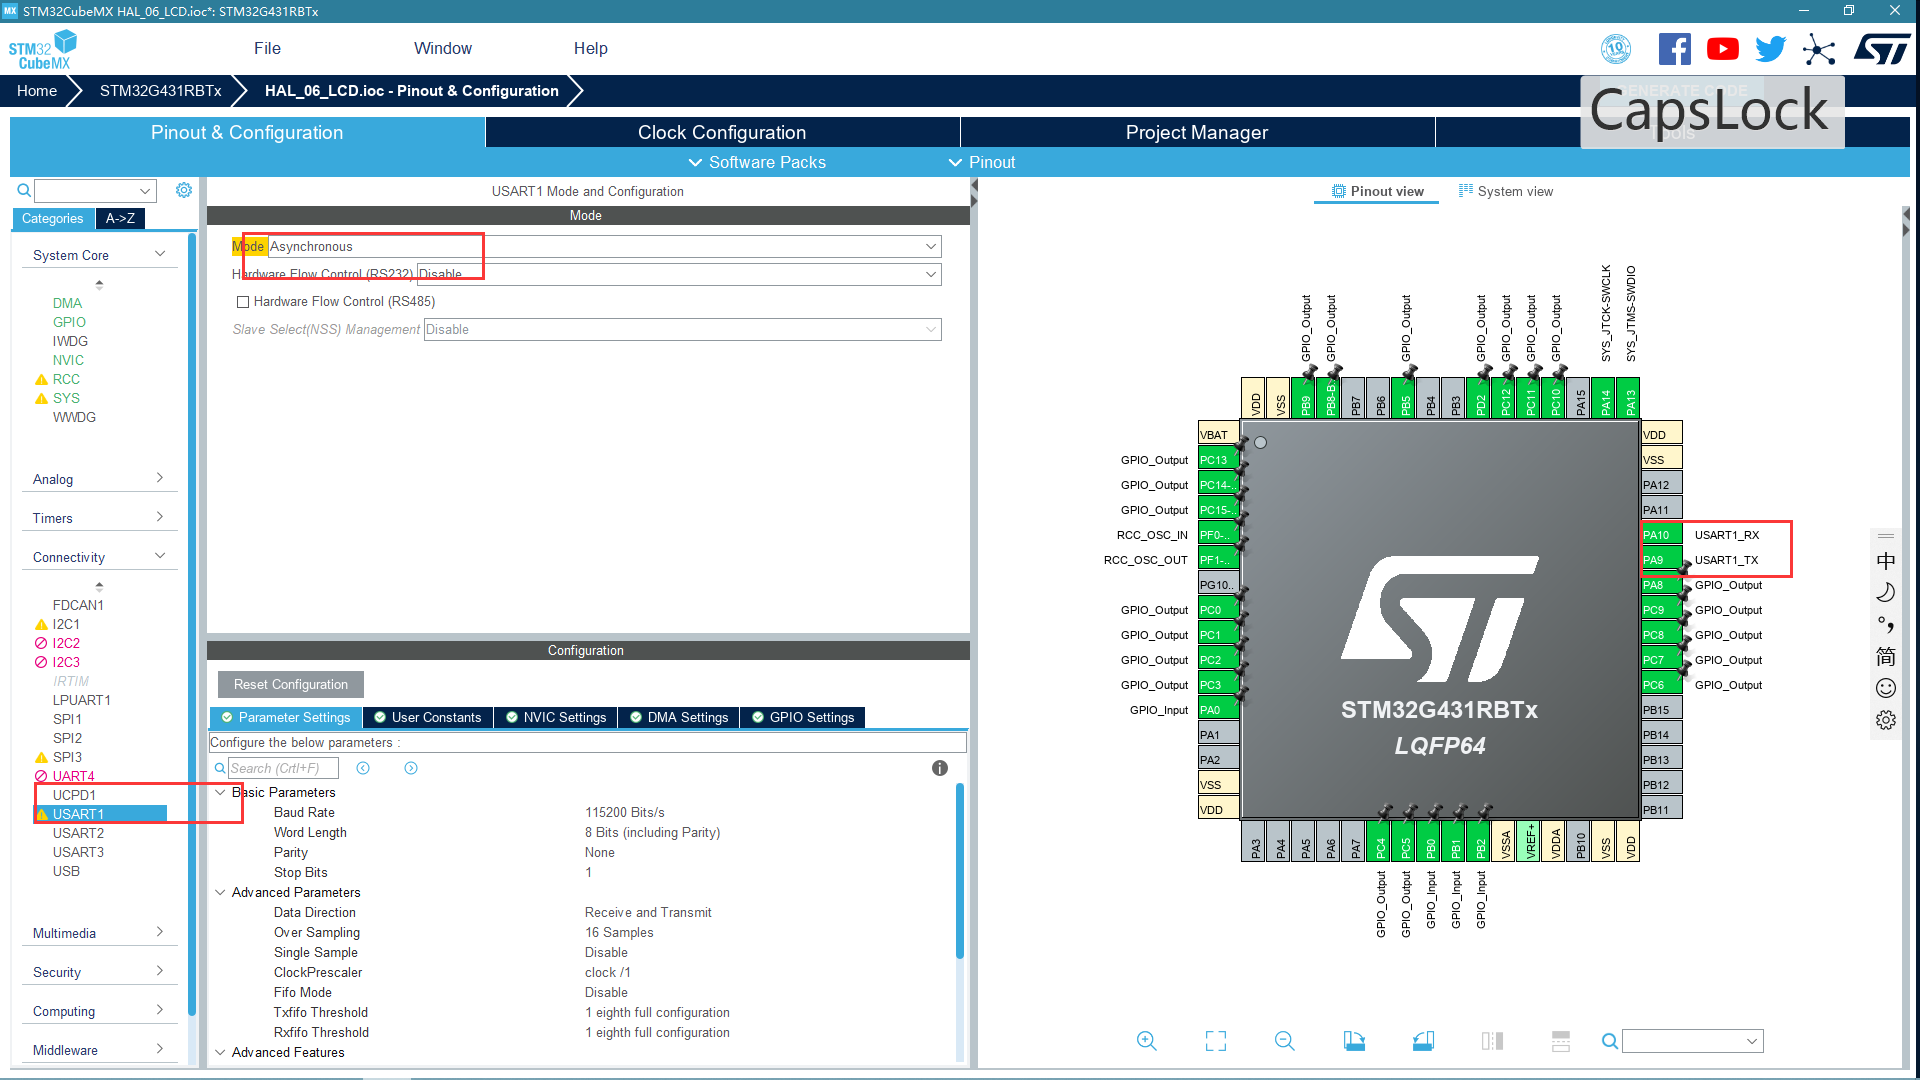 MX STM32CubeMX HAL_06_LCD.ioc*: STM32G431RBTx
STM32 CubeMX
File Window Help
10
ST
Home STM32G431RBTx HAL_06_LCD.ioc - Pinout & Configuration
GENERATE CODE
CapsLock
Pinout & Configuration Clock Configuration Project Manager Tools
Software Packs Pinout
Categories A->Z
System Core
DMA
GPIO
IWDG
NVIC
RCC
SYS
WWDG
Analog
Timers
Connectivity
FDCAN1
I2C1
I2C2
I2C3
IRTIM
LPUART1
SPI1
SPI2
SPI3
UART4
UCPD1
USART1
USART2
USART3
USB
Multimedia
Security
Computing
Middleware
USART1 Mode and Configuration
Mode
Mode Asynchronous
Hardware Flow Control (RS232) Disable
Hardware Flow Control (RS485)
Slave Select(NSS) Management Disable
Configuration
Reset Configuration
Parameter Settings User Constants NVIC Settings DMA Settings GPIO Settings
Configure the below parameters :
Search (Crtl+F)
Basic Parameters
Baud Rate 115200 Bits/s
Word Length 8 Bits (including Parity)
Parity None
Stop Bits 1
Advanced Parameters
Data Direction Receive and Transmit
Over Sampling 16 Samples
Single Sample Disable
ClockPrescaler clock /1
Fifo Mode Disable
Txfifo Threshold 1 eighth full configuration
Rxfifo Threshold 1 eighth full configuration
Advanced Features
Pinout view System view
GPIO_Output GPIO_Output GPIO_Output GPIO_Output GPIO_Output GPIO_Output GPIO_Output SYS_JTCK-SWCLK SYS_JTMS-SWDIO
VDD VSS PB9 PB8-B PB7 PB6 PB5 PB4 PB3 PD2 PC12 PC11 PC10 PA15 PA14 PA13
VBAT
GPIO_Output PC13
GPIO_Output PC14-..
GPIO_Output PC15-..
RCC_OSC_IN PF0-..
RCC_OSC_OUT PF1-..
PG10..
GPIO_Output PC0
GPIO_Output PC1
GPIO_Output PC2
GPIO_Output PC3
GPIO_Input PA0
PA1
PA2
VSS
VDD
ST
STM32G431RBTx
LQFP64
VDD
VSS
PA12
PA11
PA10 USART1_RX
PA9 USART1_TX
PA8 GPIO_Output
PC9 GPIO_Output
PC8 GPIO_Output
PC7 GPIO_Output
PC6 GPIO_Output
PB15
PB14
PB13
PB12
PB11
PA3 PA4 PA5 PA6 PA7 PC4 PC5 PB0 PB1 PB2 VSSA VREF+ VDDA PB10 VSS VDD
GPIO_Output GPIO_Output GPIO_Input GPIO_Input GPIO_Input
中
简